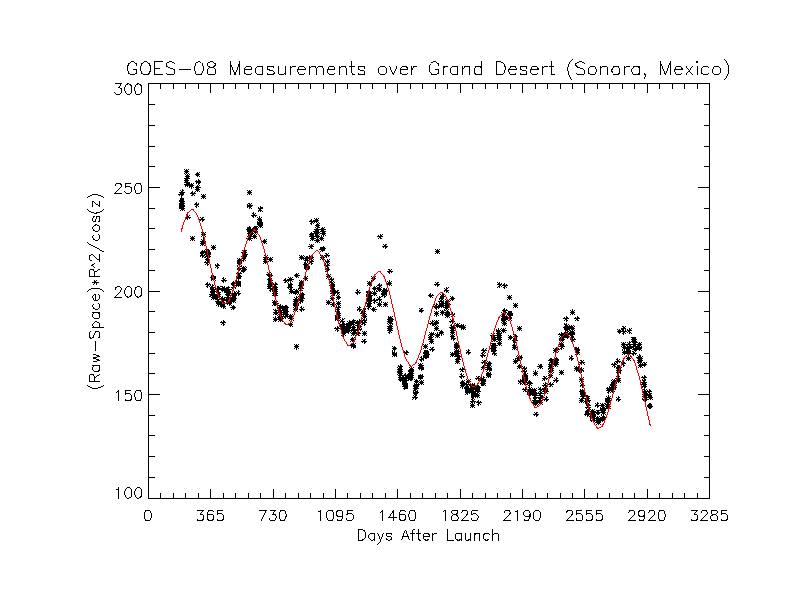 GOES-08 Measurements over Grand Desert (Sonora, Mexico)
300
250
200
150
100
(Raw-Space)*R^2/cos(z)
0 365 730 1095 1460 1825 2190 2555 2920 3285
Days After Launch